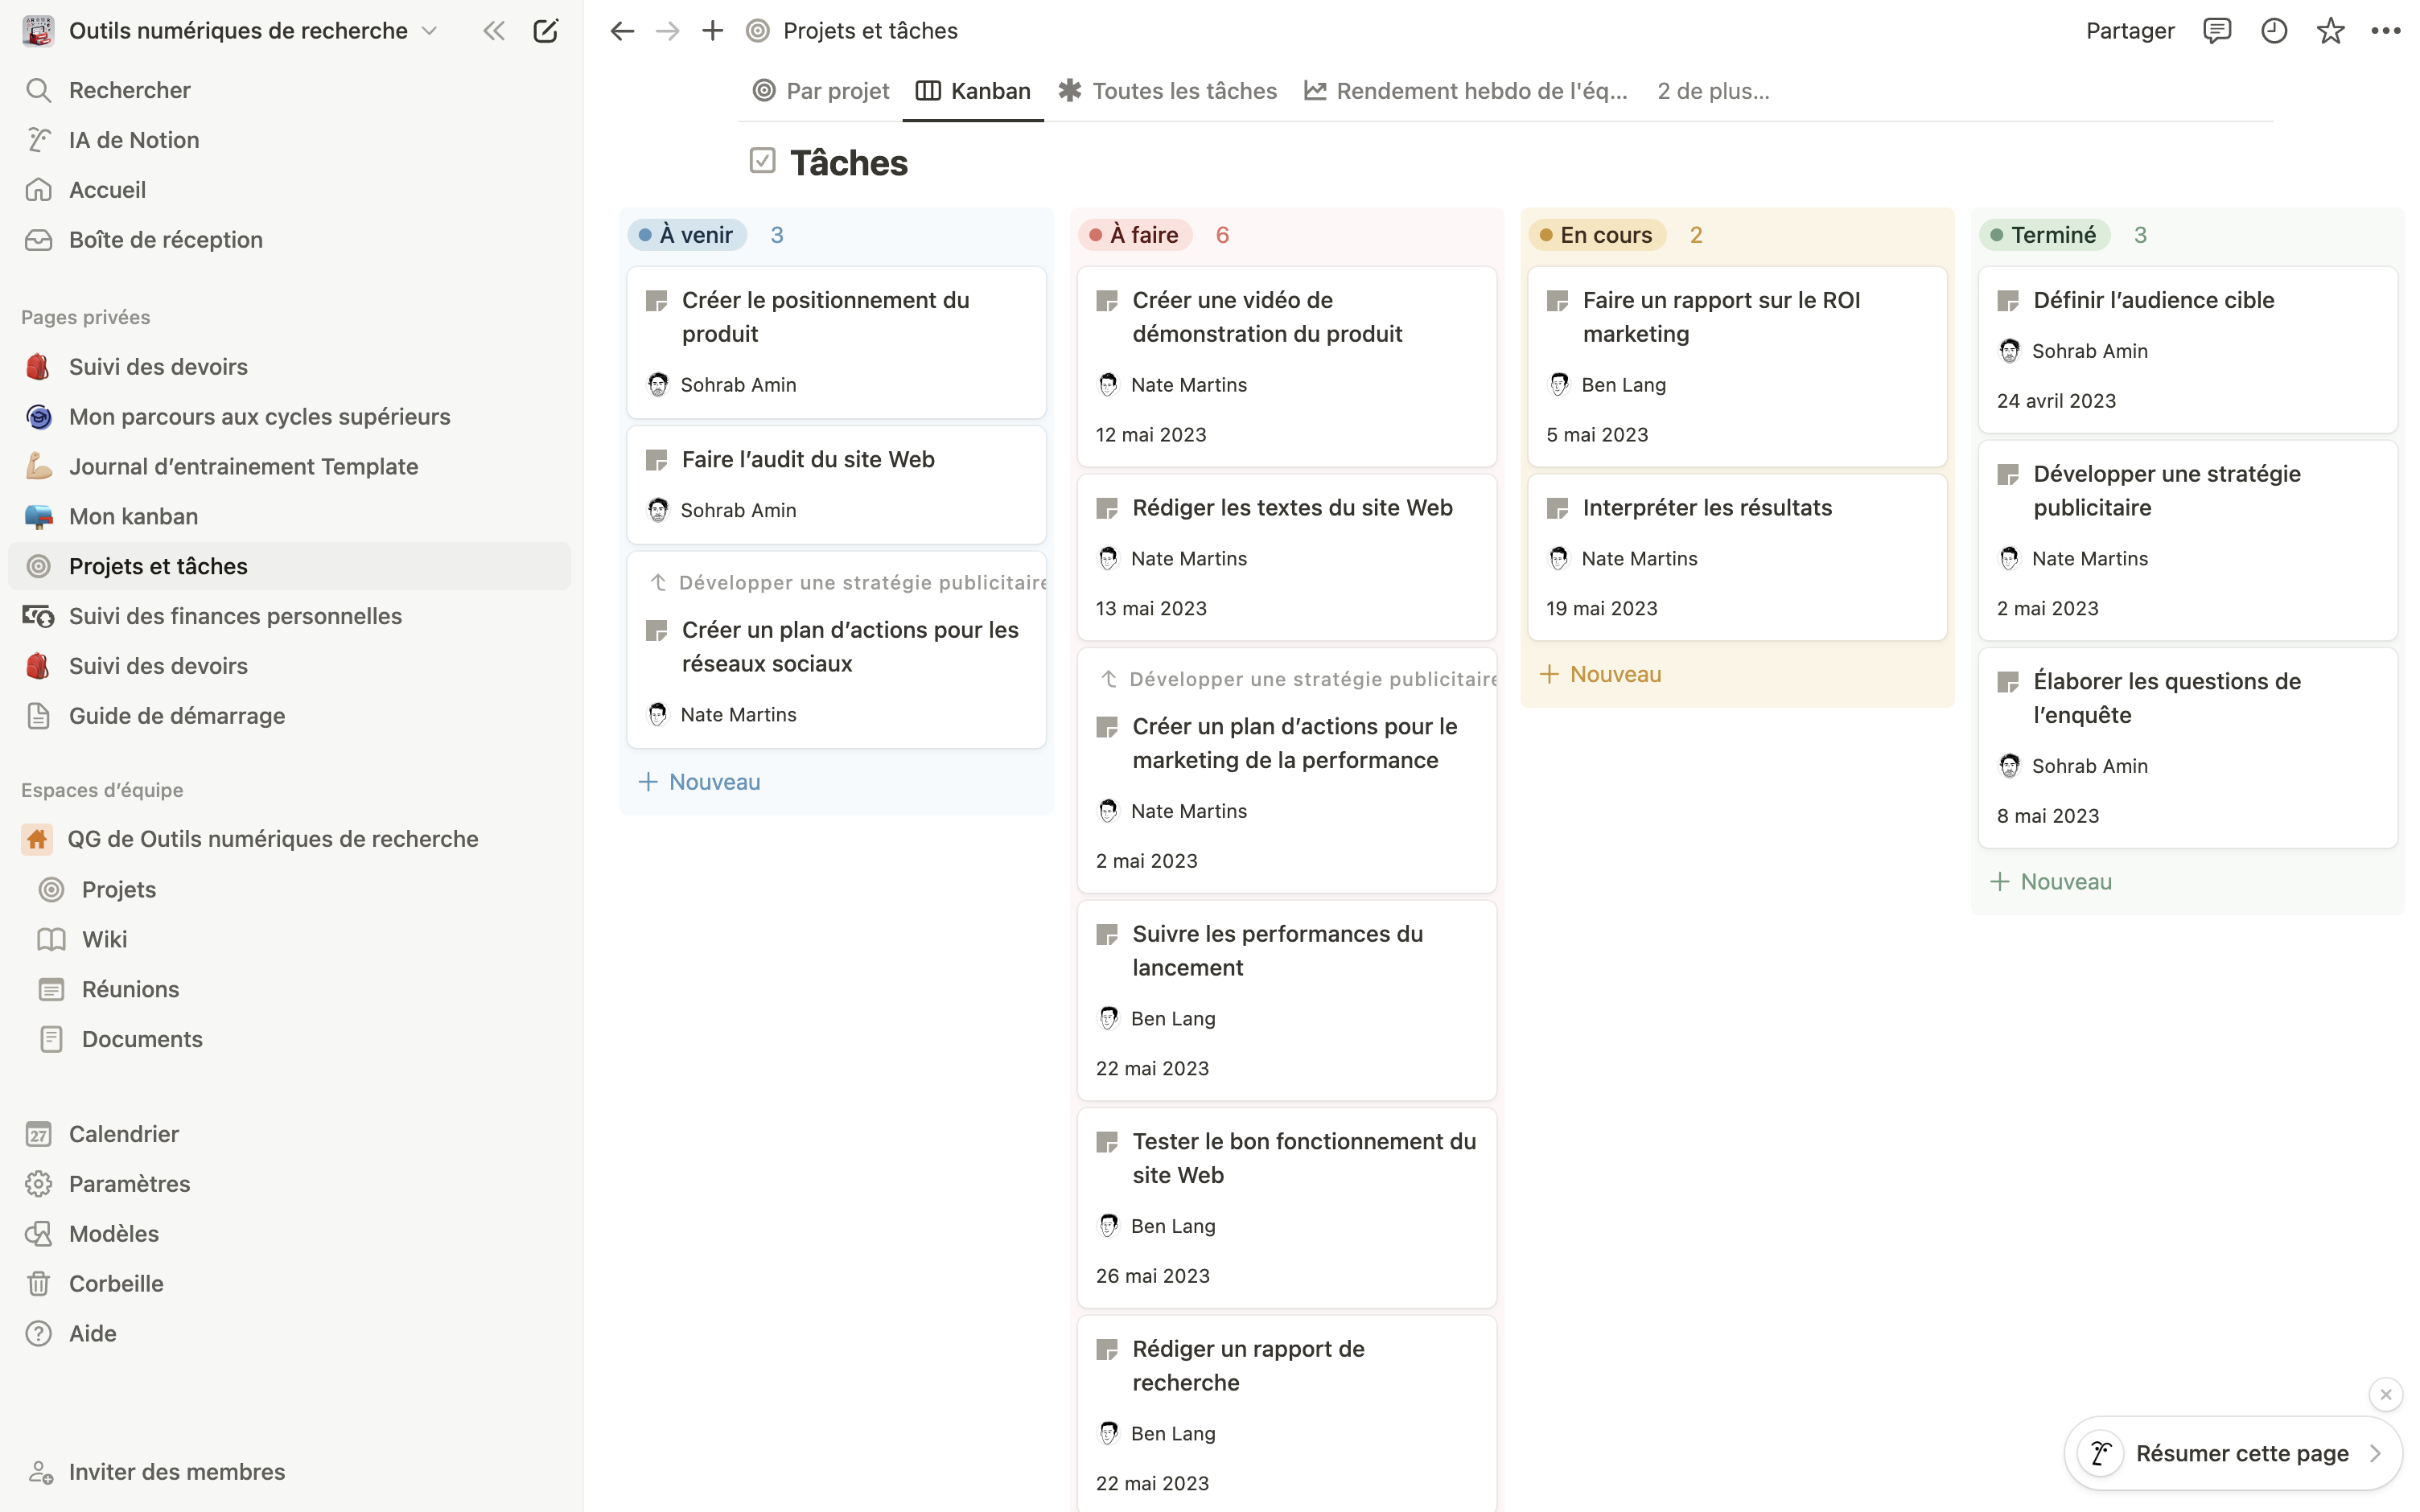 Outils numériques de recherche
Rechercher
IA de Notion
Accueil
Boîte de réception
Pages privées
Suivi des devoirs
Mon parcours aux cycles supérieurs
Journal d’entrainement Template
Mon kanban
Projets et tâches
Suivi des finances personnelles
Suivi des devoirs
Guide de démarrage
Espaces d’équipe
QG de Outils numériques de recherche
Projets
Wiki
Réunions
Documents
27
Calendrier
Paramètres
Modèles
Corbeille
Aide
Inviter des membres
Projets et tâches
Partager
Par projet
Kanban
Toutes les tâches
Rendement hebdo de l'éq...
2 de plus...
Tâches
À venir 3
Créer le positionnement du
produit
Sohrab Amin
Faire l’audit du site Web
Sohrab Amin
Développer une stratégie publicitaire
Créer un plan d’actions pour les
réseaux sociaux
Nate Martins
+ Nouveau
À faire 6
Créer une vidéo de
démonstration du produit
Nate Martins
12 mai 2023
Rédiger les textes du site Web
Nate Martins
13 mai 2023
Développer une stratégie publicitaire
Créer un plan d’actions pour le
marketing de la performance
Nate Martins
2 mai 2023
Suivre les performances du
lancement
Ben Lang
22 mai 2023
Tester le bon fonctionnement du
site Web
Ben Lang
26 mai 2023
Rédiger un rapport de
recherche
Ben Lang
22 mai 2023
En cours 2
Faire un rapport sur le ROI
marketing
Ben Lang
5 mai 2023
Interpréter les résultats
Nate Martins
19 mai 2023
+ Nouveau
Terminé 3
Définir l’audience cible
Sohrab Amin
24 avril 2023
Développer une stratégie
publicitaire
Nate Martins
2 mai 2023
Élaborer les questions de
l’enquête
Sohrab Amin
8 mai 2023
+ Nouveau
Résumer cette page